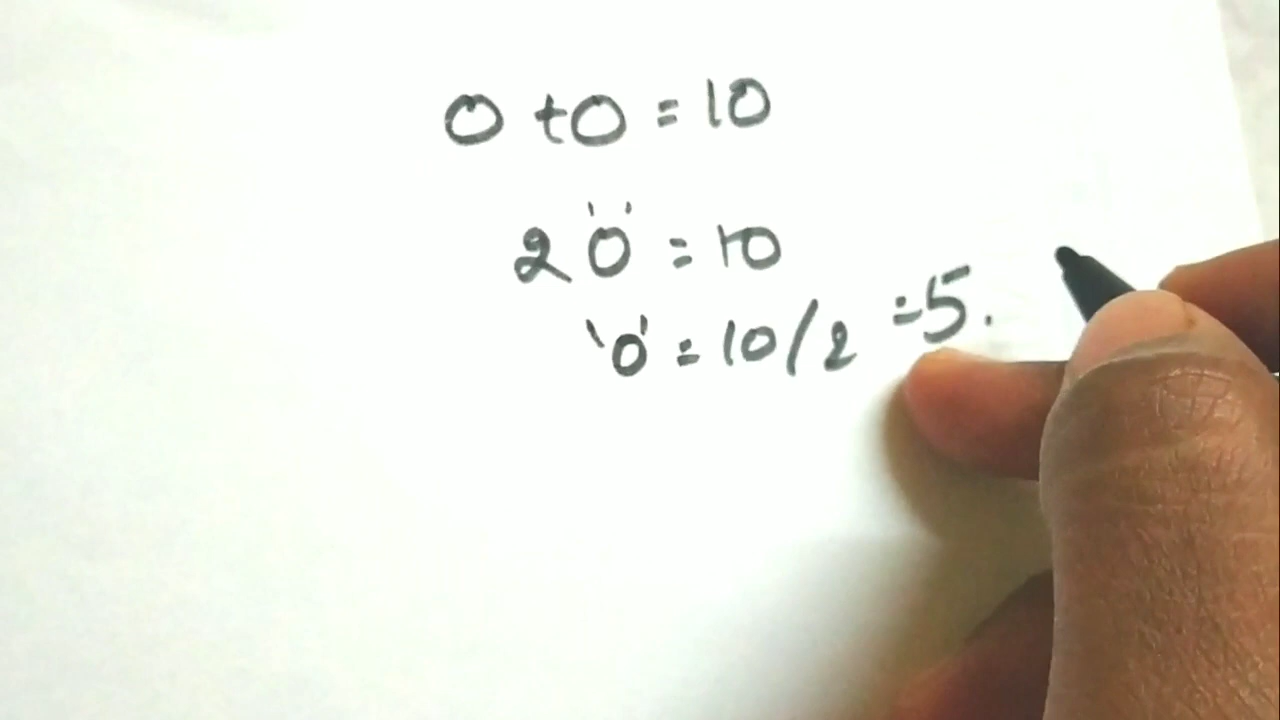 0 + 0 = 10
2 '0' = 10
'0' = 10/2 = 5.